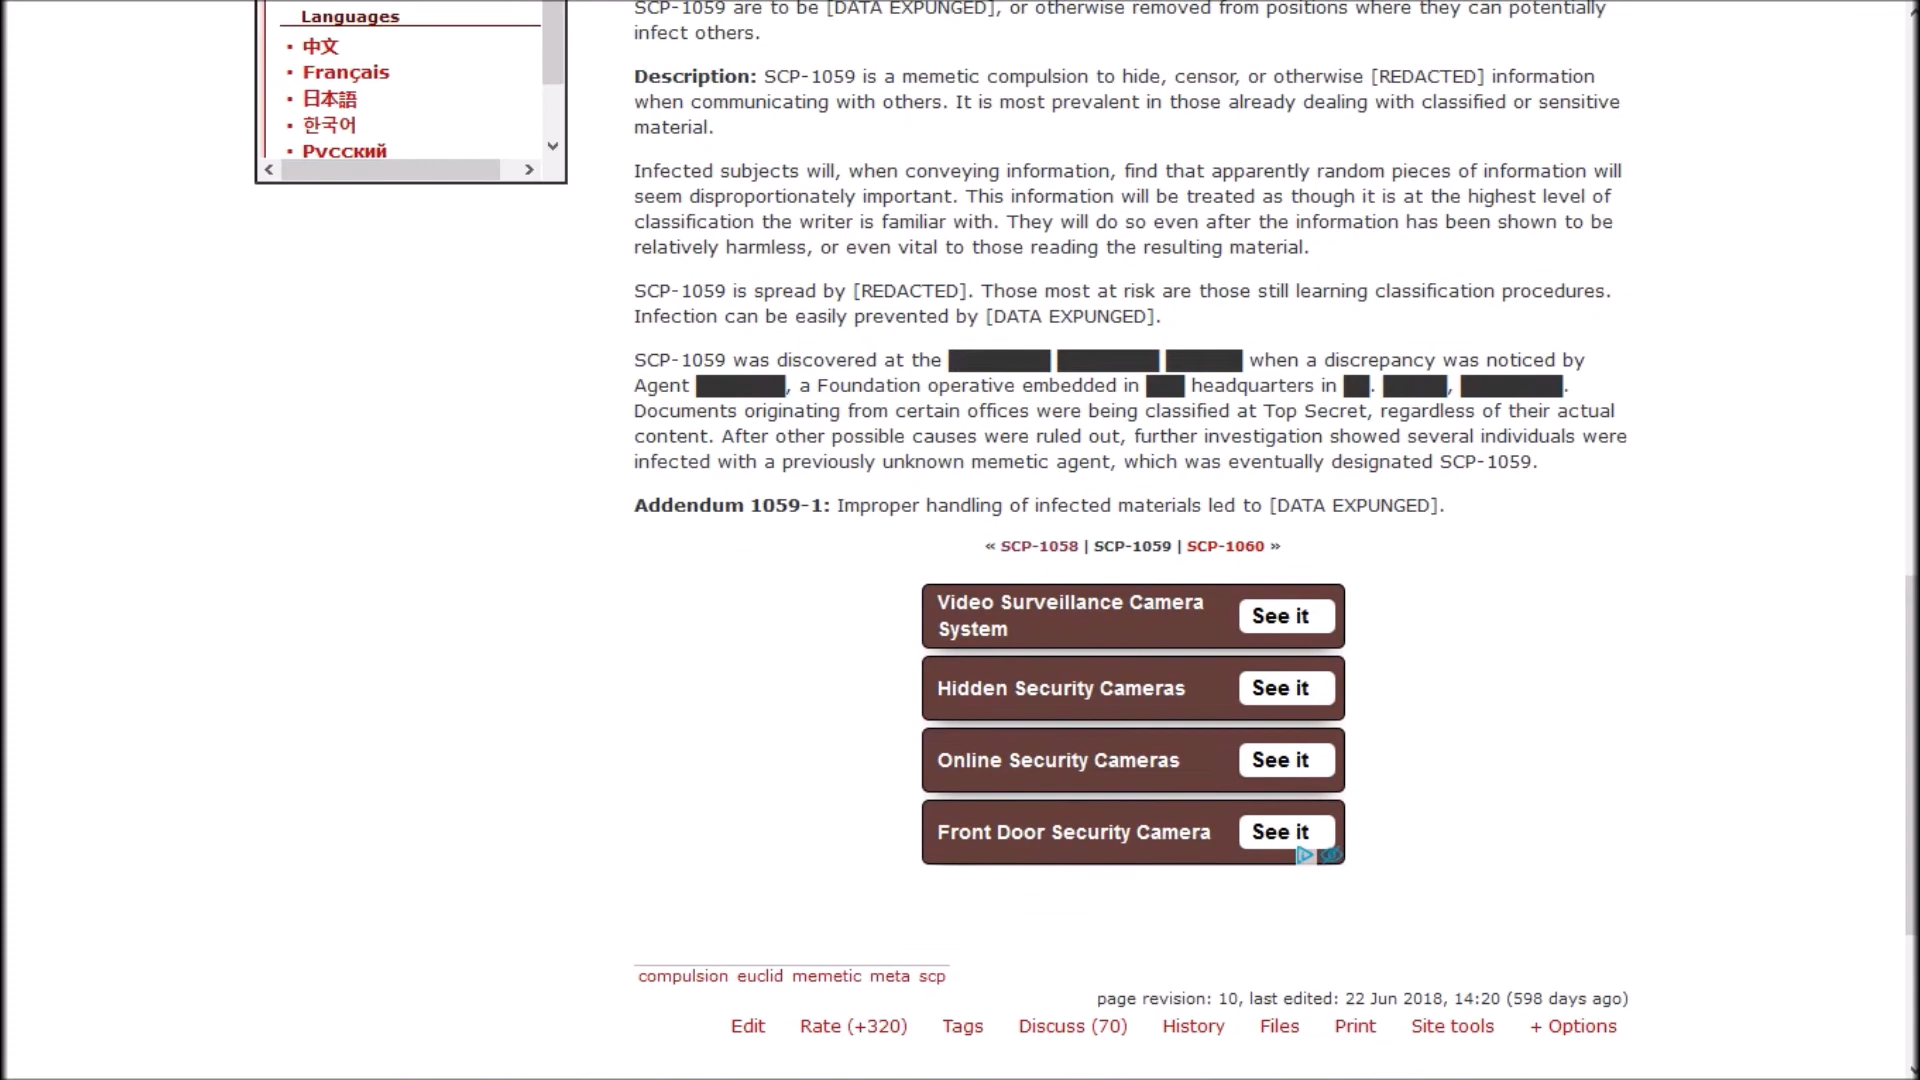 Languages
中文
Français
日本語
한국어
Русский
SCP-1059 are to be [DATA EXPUNGED], or otherwise removed from positions where they can potentially
infect others.
Description: SCP-1059 is a memetic compulsion to hide, censor, or otherwise [REDACTED] information
when communicating with others. It is most prevalent in those already dealing with classified or sensitive
material.
Infected subjects will, when conveying information, find that apparently random pieces of information will
seem disproportionately important. This information will be treated as though it is at the highest level of
classification the writer is familiar with. They will do so even after the information has been shown to be
relatively harmless, or even vital to those reading the resulting material.
SCP-1059 is spread by [REDACTED]. Those most at risk are those still learning classification procedures.
Infection can be easily prevented by [DATA EXPUNGED].
SCP-1059 was discovered at the ████████ ████████ ██████ when a discrepancy was noticed by
Agent ███████, a Foundation operative embedded in ███ headquarters in ██. █████, ████████.
Documents originating from certain offices were being classified at Top Secret, regardless of their actual
content. After other possible causes were ruled out, further investigation showed several individuals were
infected with a previously unknown memetic agent, which was eventually designated SCP-1059.
Addendum 1059-1: Improper handling of infected materials led to [DATA EXPUNGED].
« SCP-1058 | SCP-1059 | SCP-1060 »
Video Surveillance Camera
System
See it
Hidden Security Cameras See it
Online Security Cameras See it
Front Door Security Camera See it
compulsion euclid memetic meta scp
page revision: 10, last edited: 22 Jun 2018, 14:20 (598 days ago)
Edit Rate (+320) Tags Discuss (70) History Files Print Site tools + Options